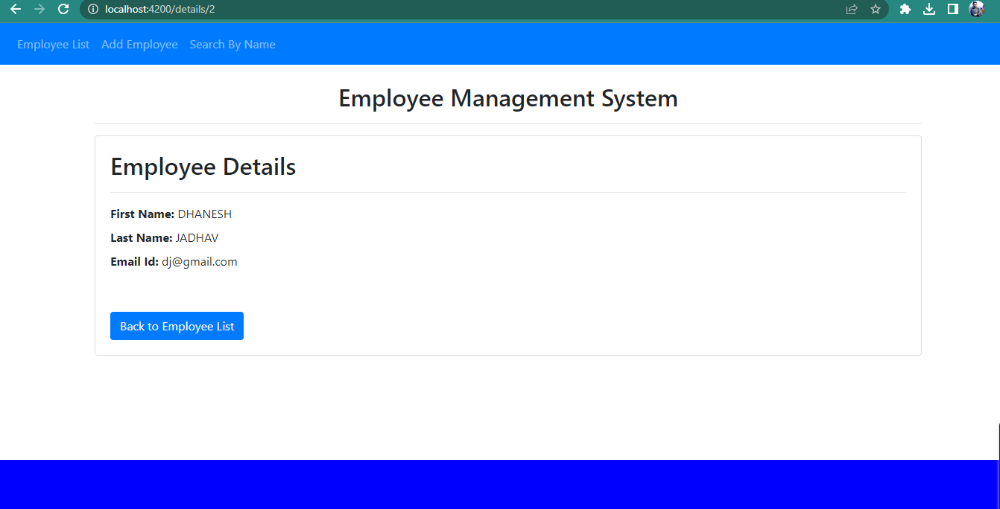 localhost:4200/details/2
Employee List Add Employee Search By Name
Employee Management System
Employee Details
First Name: DHANESH
Last Name: JADHAV
Email Id: dj@gmail.com
Back to Employee List